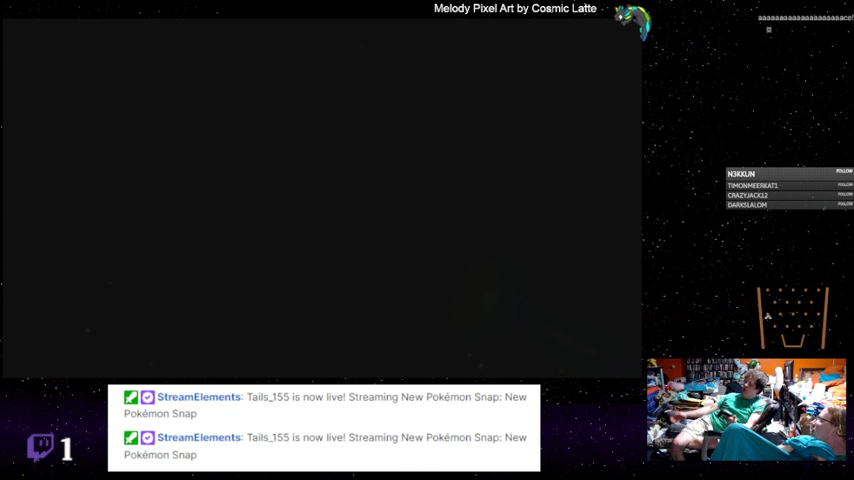 Melody Pixel Art by Cosmic Latte
aaaaaaaaaaaaaaaaaaaace!
N3KKUN FOLLOW
TIMONMEERKAT1 FOLLOW
CRAZYJACK12 FOLLOW
DARKSLALOM FOLLOW
StreamElements: Tails_155 is now live! Streaming New Pokémon Snap: New
Pokémon Snap
StreamElements: Tails_155 is now live! Streaming New Pokémon Snap: New
Pokémon Snap
1